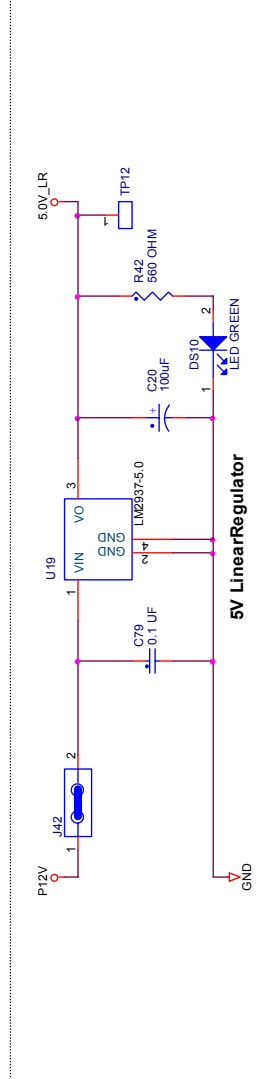 P12V
1
J42
2
C79
0.1 UF
U19
1
VIN
VO
3
GND
GND
2
4
LM2937-5.0
C20
100uF
+
R42
560 OHM
5.0V_LR
1
TP12
DS10
1
2
LED GREEN
GND
5V LinearRegulator